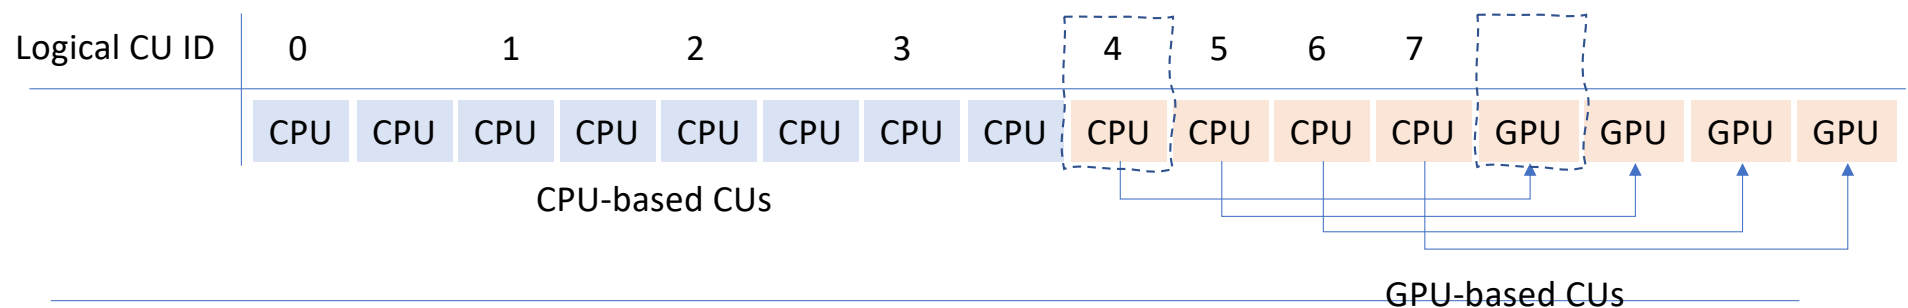 Logical CU ID 0 1 2 3 4 5 6 7
CPU CPU CPU CPU CPU CPU CPU CPU CPU CPU CPU CPU GPU GPU GPU GPU
CPU-based CUs
GPU-based CUs